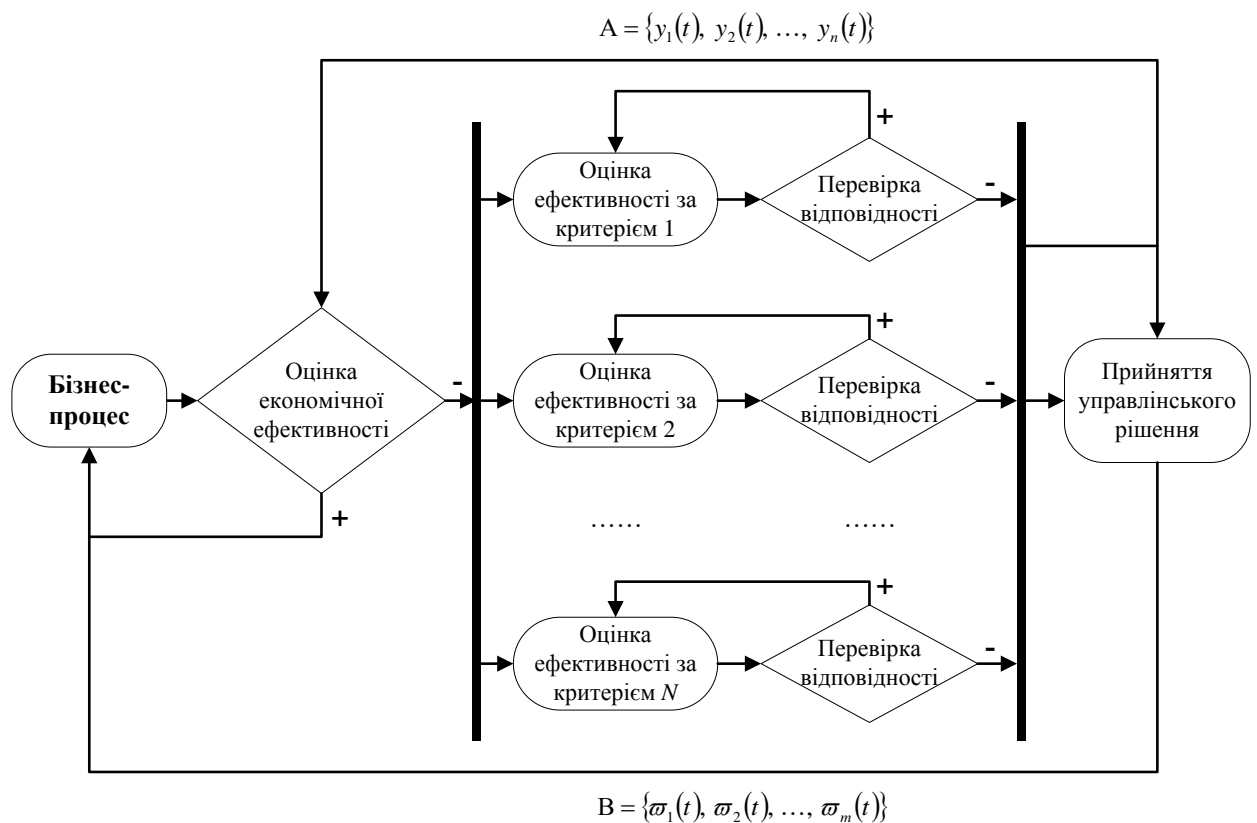 A = {y₁(t), y₂(t), …, yₙ(t)}
+
Оцінка
ефективності за
критерієм 1
Перевірка
відповідності
-
Бізнес-
процес
Оцінка
економічної
ефективності
-
+
+
Оцінка
ефективності за
критерієм 2
Перевірка
відповідності
-
Прийняття
управлінського
рішення
……
……
+
Оцінка
ефективності за
критерієм N
Перевірка
відповідності
-
B = {ϖ₁(t), ϖ₂(t), …, ϖₘ(t)}